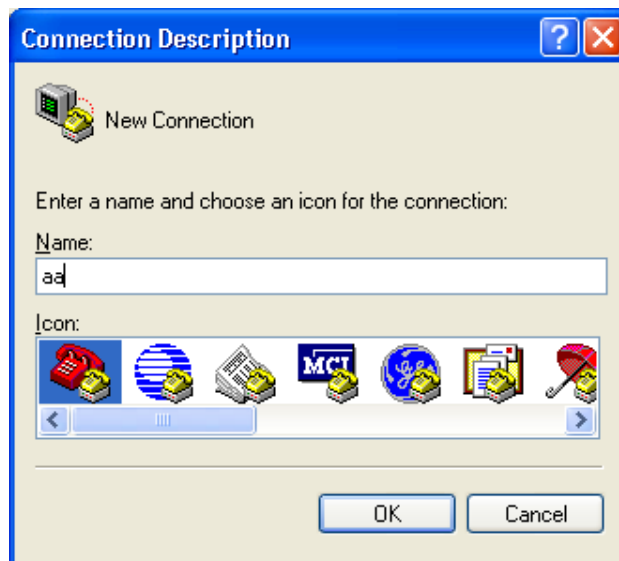 Connection Description
New Connection
Enter a name and choose an icon for the connection:
Name:
aa
Icon:
MCI
OK
Cancel